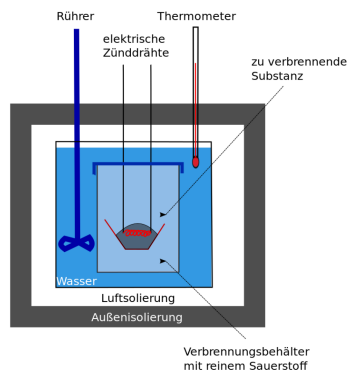 Rührer
Thermometer
elektrische
Zünddrähte
zu verbrennende
Substanz
Wasser
Luftsolierung
Außenisolierung
Verbrennungsbehälter
mit reinem Sauerstoff